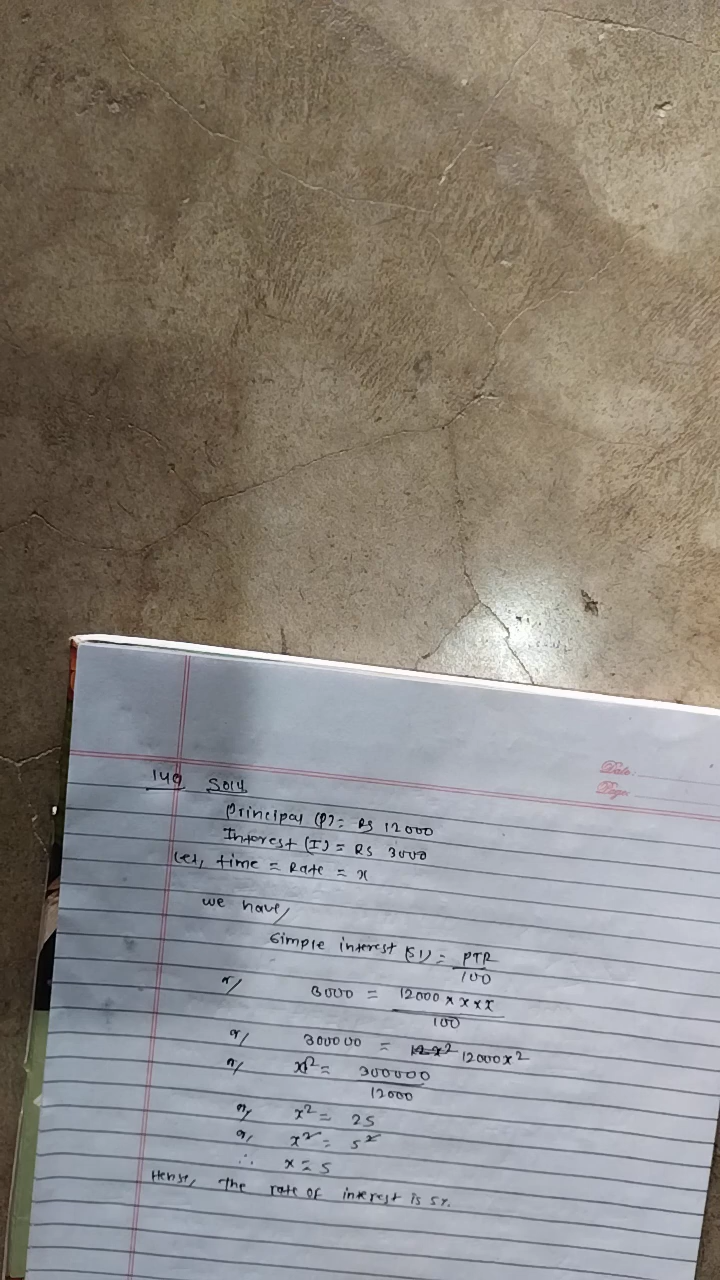 Date:
Page:
14q Soln
Principal (P) = Rs 12000
Interest (I) = Rs 3000
Let, time = Rate = x
we have,
Simple interest (SI) = PTR/100
or, 3000 = 12000 × x × x/100
or, 300000 = 12000x²
or, x² = 300000/12000
or, x² = 25
or, x² = 5²
∴ x = 5
Hense, the rate of interest is 5%.